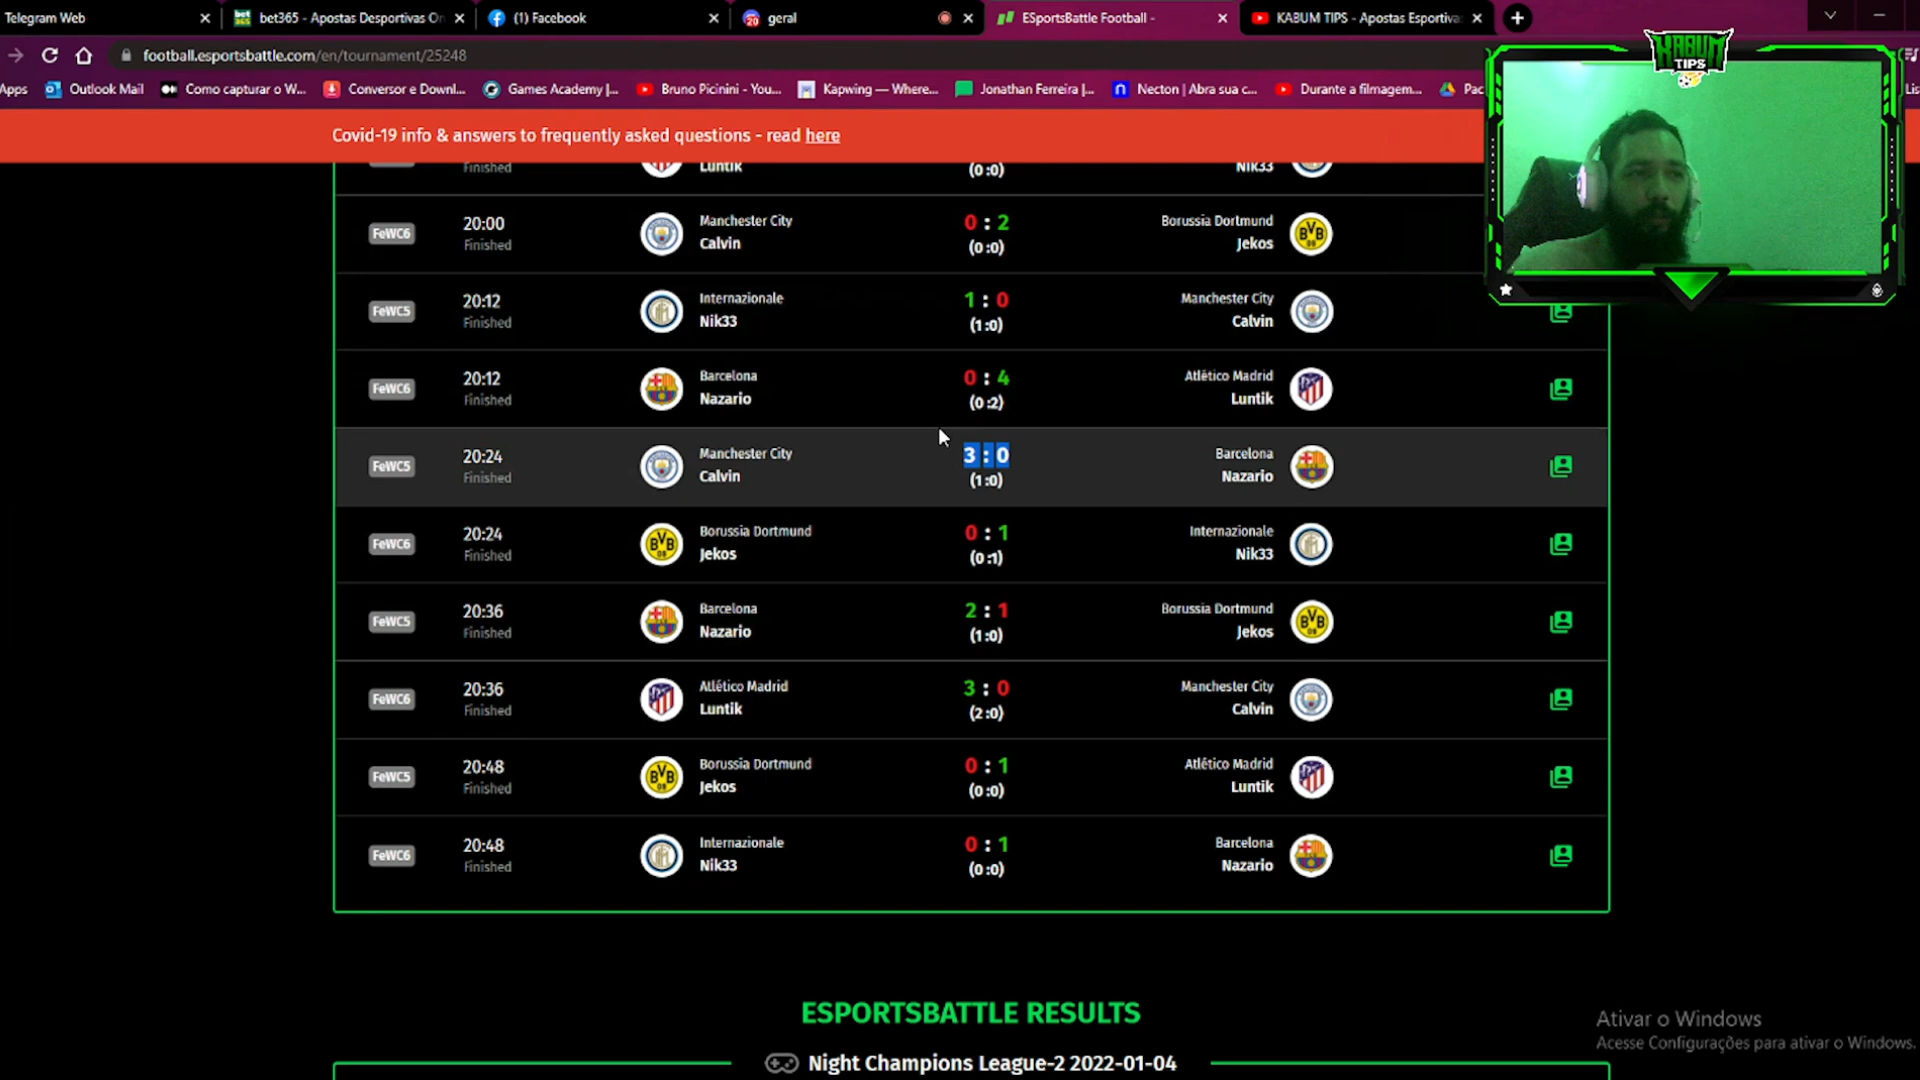 Telegram Web
bet365 - Apostas Desportivas On
(1) Facebook
20 geral
ESportsBattle Football -
KABUM TIPS - Apostas Esportiva
football.esportsbattle.com/en/tournament/25248
Apps
Outlook Mail
Como capturar o W...
Conversor e Downl...
Games Academy |...
Bruno Picinini - You...
Kapwing — Where...
Jonathan Ferreira |...
Necton | Abra sua c...
Durante a filmagem...
Pac
Lis
KABUM
TIPS
Covid-19 info & answers to frequently asked questions - read here
Finished Luntik (0:0) Nik33
FeWC6 20:00 Finished Manchester City Calvin 0 : 2 (0:0) Borussia Dortmund Jekos
FeWC5 20:12 Finished Internazionale Nik33 1 : 0 (1:0) Manchester City Calvin
FeWC6 20:12 Finished Barcelona Nazario 0 : 4 (0:2) Atlético Madrid Luntik
FeWC5 20:24 Finished Manchester City Calvin 3 : 0 (1:0) Barcelona Nazario
FeWC6 20:24 Finished Borussia Dortmund Jekos 0 : 1 (0:1) Internazionale Nik33
FeWC5 20:36 Finished Barcelona Nazario 2 : 1 (1:0) Borussia Dortmund Jekos
FeWC6 20:36 Finished Atlético Madrid Luntik 3 : 0 (2:0) Manchester City Calvin
FeWC5 20:48 Finished Borussia Dortmund Jekos 0 : 1 (0:0) Atlético Madrid Luntik
FeWC6 20:48 Finished Internazionale Nik33 0 : 1 (0:0) Barcelona Nazario
ESPORTSBATTLE RESULTS
Night Champions League-2 2022-01-04
Ativar o Windows
Acesse Configurações para ativar o Windows.